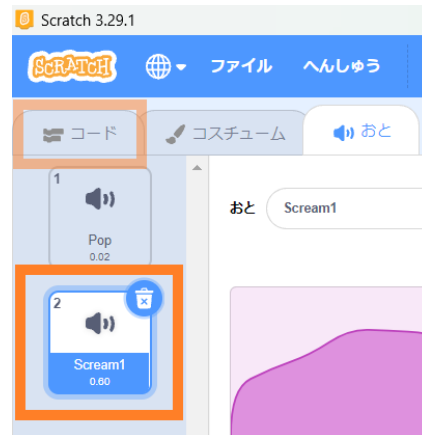 Scratch 3.29.1
SCRATCH ファイル へんしゅう
コード コスチューム おと
1
Pop
0.02
おと Scream1
2
Scream1
0.60